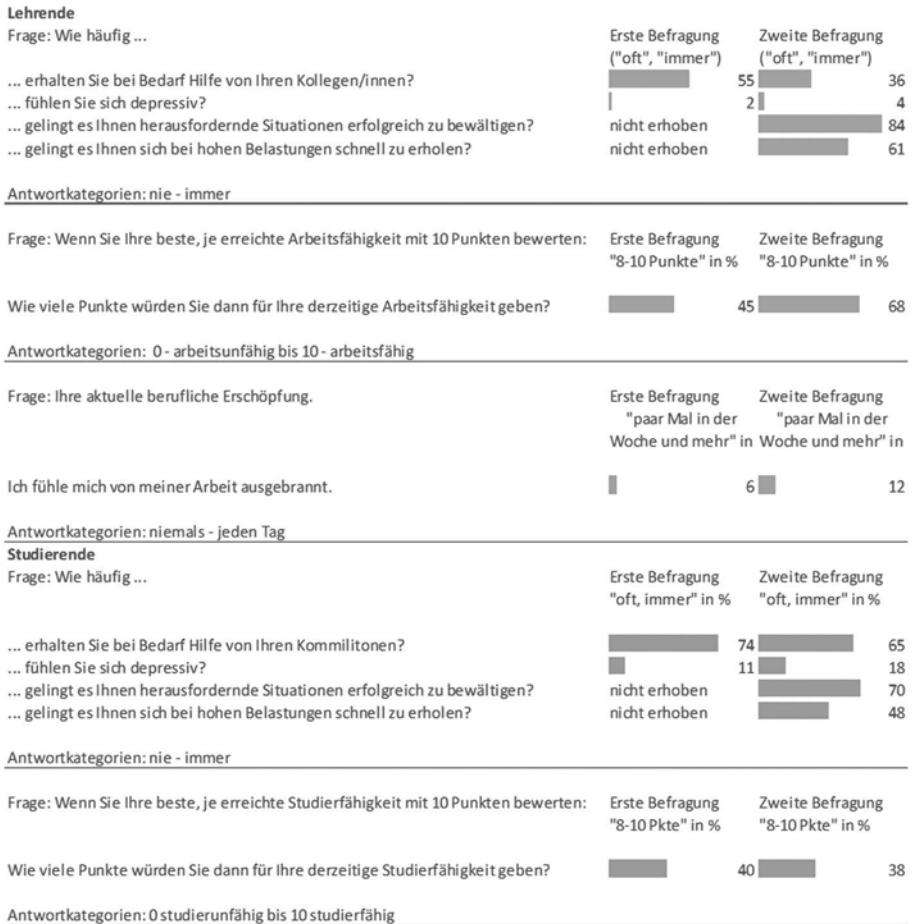 Lehrende
Frage: Wie häufig ... Erste Befragung Zweite Befragung
("oft", "immer") ("oft", "immer")
... erhalten Sie bei Bedarf Hilfe von Ihren Kollegen/innen? 55 36
... fühlen Sie sich depressiv? 2 4
... gelingt es Ihnen herausfordernde Situationen erfolgreich zu bewältigen? nicht erhoben 84
... gelingt es Ihnen sich bei hohen Belastungen schnell zu erholen? nicht erhoben 61
Antwortkategorien: nie - immer
Frage: Wenn Sie Ihre beste, je erreichte Arbeitsfähigkeit mit 10 Punkten bewerten: Erste Befragung Zweite Befragung
"8-10 Punkte" in % "8-10 Punkte" in %
Wie viele Punkte würden Sie dann für Ihre derzeitige Arbeitsfähigkeit geben? 45 68
Antwortkategorien: 0 - arbeitsunfähig bis 10 - arbeitsfähig
Frage: Ihre aktuelle berufliche Erschöpfung. Erste Befragung Zweite Befragung
"paar Mal in der "paar Mal in der
Woche und mehr" in Woche und mehr" in
Ich fühle mich von meiner Arbeit ausgebrannt. 6 12
Antwortkategorien: niemals - jeden Tag
Studierende
Frage: Wie häufig ... Erste Befragung Zweite Befragung
"oft, immer" in % "oft, immer" in %
... erhalten Sie bei Bedarf Hilfe von Ihren Kommilitonen? 74 65
... fühlen Sie sich depressiv? 11 18
... gelingt es Ihnen herausfordernde Situationen erfolgreich zu bewältigen? nicht erhoben 70
... gelingt es Ihnen sich bei hohen Belastungen schnell zu erholen? nicht erhoben 48
Antwortkategorien: nie - immer
Frage: Wenn Sie Ihre beste, je erreichte Studierfähigkeit mit 10 Punkten bewerten: Erste Befragung Zweite Befragung
"8-10 Pkte" in % "8-10 Pkte" in %
Wie viele Punkte würden Sie dann für Ihre derzeitige Studierfähigkeit geben? 40 38
Antwortkategorien: 0 studierunfähig bis 10 studierfähig